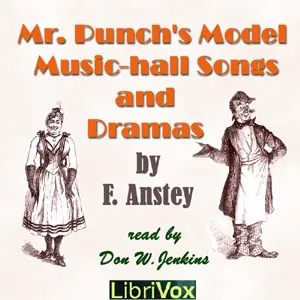 Mr. Punch's Model
Music-hall Songs
and
Dramas
by
F. Anstey
read by
Don W. Jenkins
LibriVox